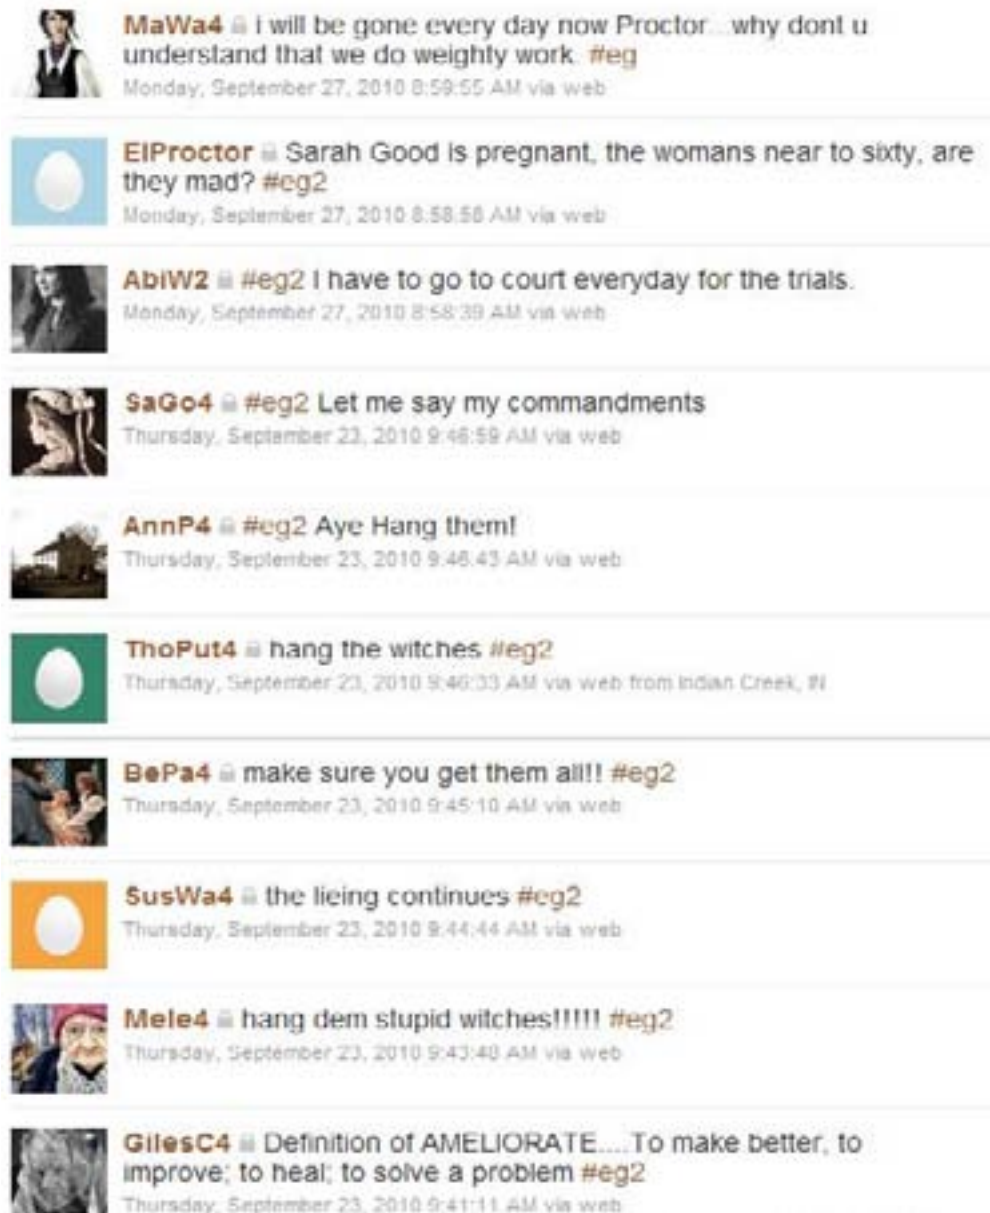 MaWa4 i will be gone every day now Proctor...why dont u
understand that we do weighty work. #eg
Monday, September 27, 2010 8:59:55 AM via web
ElProctor Sarah Good is pregnant, the womans near to sixty, are
they mad? #eg2
Monday, September 27, 2010 8:58:58 AM via web
AbiW2 #eg2 I have to go to court everyday for the trials.
Monday, September 27, 2010 8:58:39 AM via web
SaGo4 #eg2 Let me say my commandments
Thursday, September 23, 2010 9:46:59 AM via web
AnnP4 #eg2 Aye Hang them!
Thursday, September 23, 2010 9:46:43 AM via web
ThoPut4 hang the witches #eg2
Thursday, September 23, 2010 9:46:33 AM via web from Indian Creek, IN
BePa4 make sure you get them all!! #eg2
Thursday, September 23, 2010 9:45:10 AM via web
SusWa4 the lieing continues #eg2
Thursday, September 23, 2010 9:44:44 AM via web
Mele4 hang dem stupid witches!!!!! #eg2
Thursday, September 23, 2010 9:43:48 AM via web
GilesC4 Definition of AMELIORATE....To make better, to
improve; to heal; to solve a problem #eg2
Thursday, September 23, 2010 9:41:11 AM via web